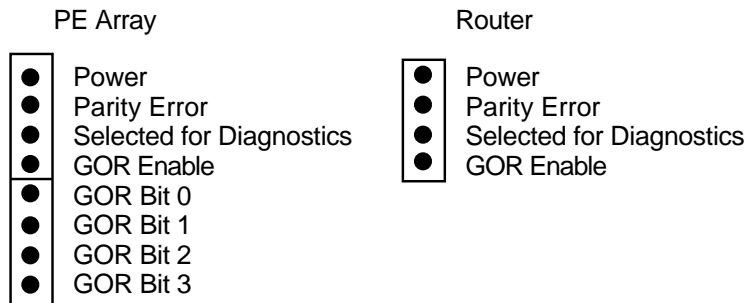 PE Array
Power
Parity Error
Selected for Diagnostics
GOR Enable
GOR Bit 0
GOR Bit 1
GOR Bit 2
GOR Bit 3
Router
Power
Parity Error
Selected for Diagnostics
GOR Enable